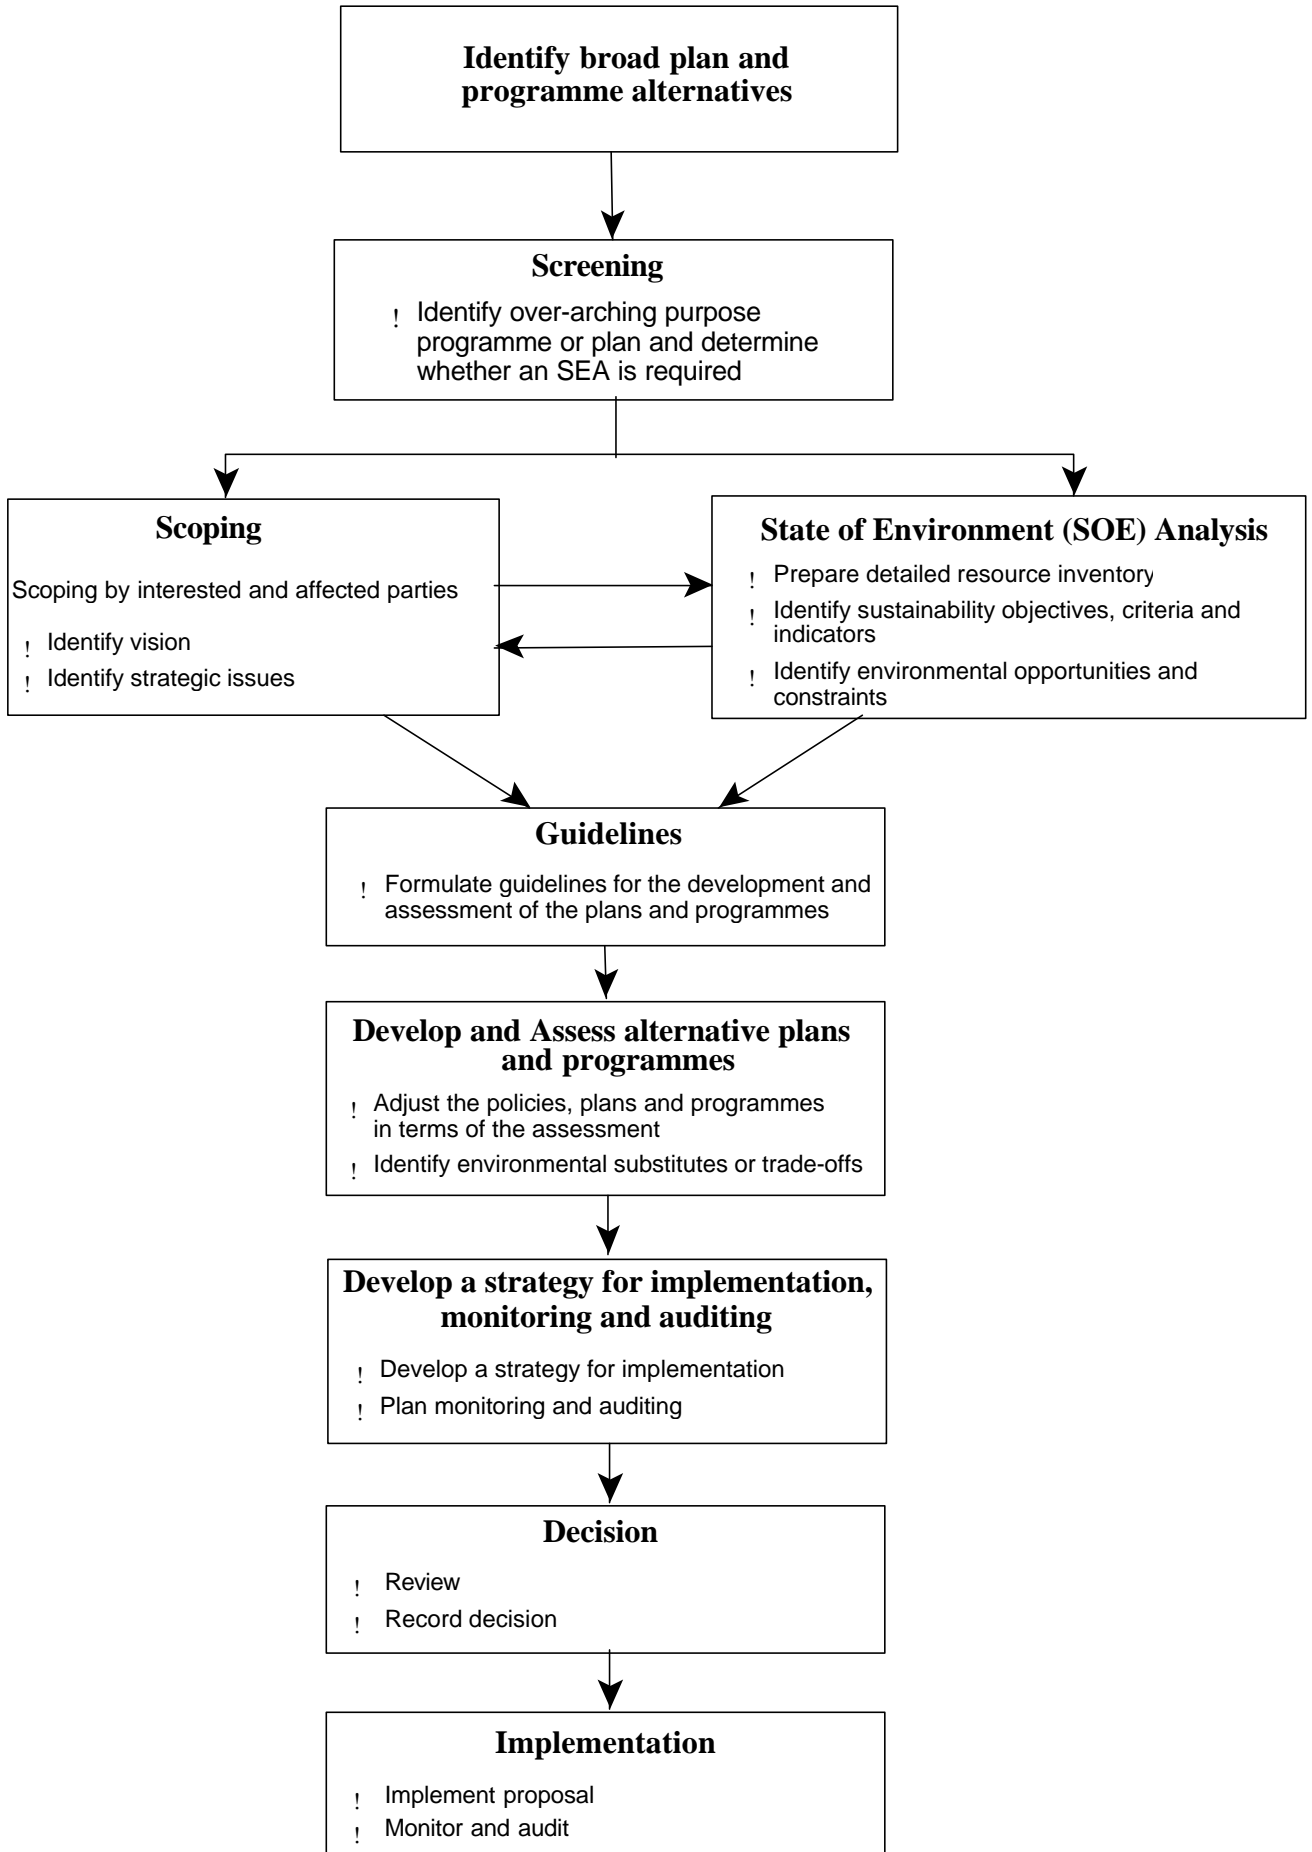 Identify broad plan and
programme alternatives
Screening
! Identify over-arching purpose
programme or plan and determine
whether an SEA is required
Scoping
Scoping by interested and affected parties
! Identify vision
! Identify strategic issues
State of Environment (SOE) Analysis
! Prepare detailed resource inventory
! Identify sustainability objectives, criteria and
indicators
! Identify environmental opportunities and
constraints
Guidelines
! Formulate guidelines for the development and
assessment of the plans and programmes
Develop and Assess alternative plans
and programmes
! Adjust the policies, plans and programmes
in terms of the assessment
! Identify environmental substitutes or trade-offs
Develop a strategy for implementation,
monitoring and auditing
! Develop a strategy for implementation
! Plan monitoring and auditing
Decision
! Review
! Record decision
Implementation
! Implement proposal
! Monitor and audit